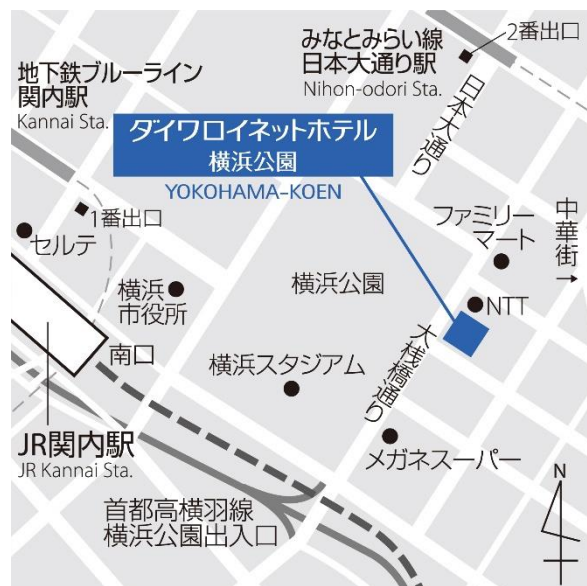 みなとみらい線
日本大通り駅
Nihon-odori Sta.
2番出口
地下鉄ブルーライン
関内駅
Kannai Sta.
ダイワロイネットホテル
横浜公園
YOKOHAMA-KOEN
日本大通り
1番出口
セルテ
ファミリー
マート
中華街→
横浜
市役所
横浜公園
NTT
南口
横浜スタジアム
大桟橋通り
JR関内駅
JR Kannai Sta.
メガネスーパー
首都高横羽線
横浜公園出入口
N